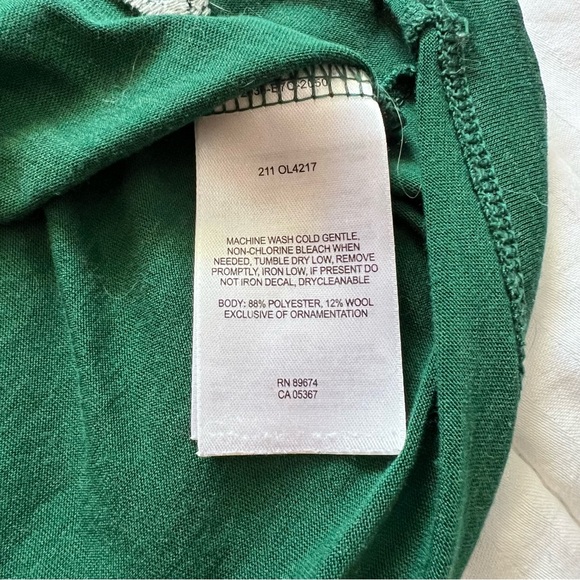 211 OL4217
MACHINE WASH COLD GENTLE,
NON-CHLORINE BLEACH WHEN
NEEDED, TUMBLE DRY LOW, REMOVE
PROMPTLY, IRON LOW, IF PRESENT DO
NOT IRON DECAL, DRYCLEANABLE
BODY: 88% POLYESTER, 12% WOOL
EXCLUSIVE OF ORNAMENTATION
RN 89674
CA 05367